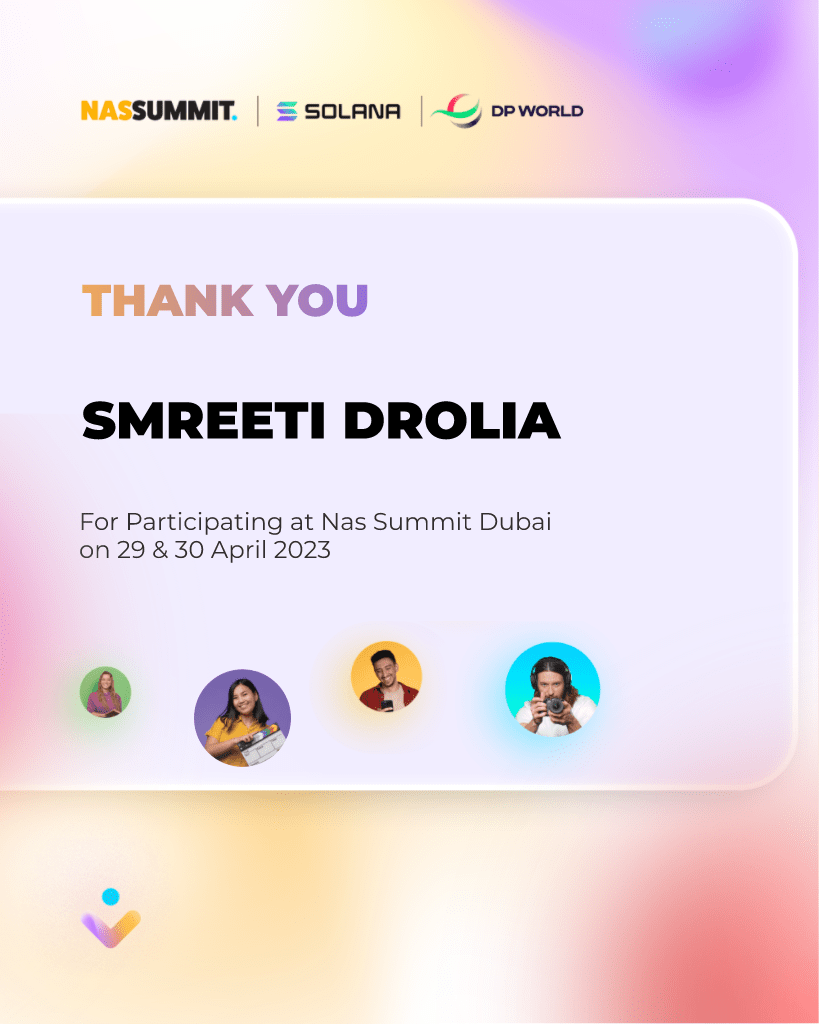 NASSUMMIT. | SOLANA | DP WORLD
THANK YOU
SMREETI DROLIA
For Participating at Nas Summit Dubai
on 29 & 30 April 2023